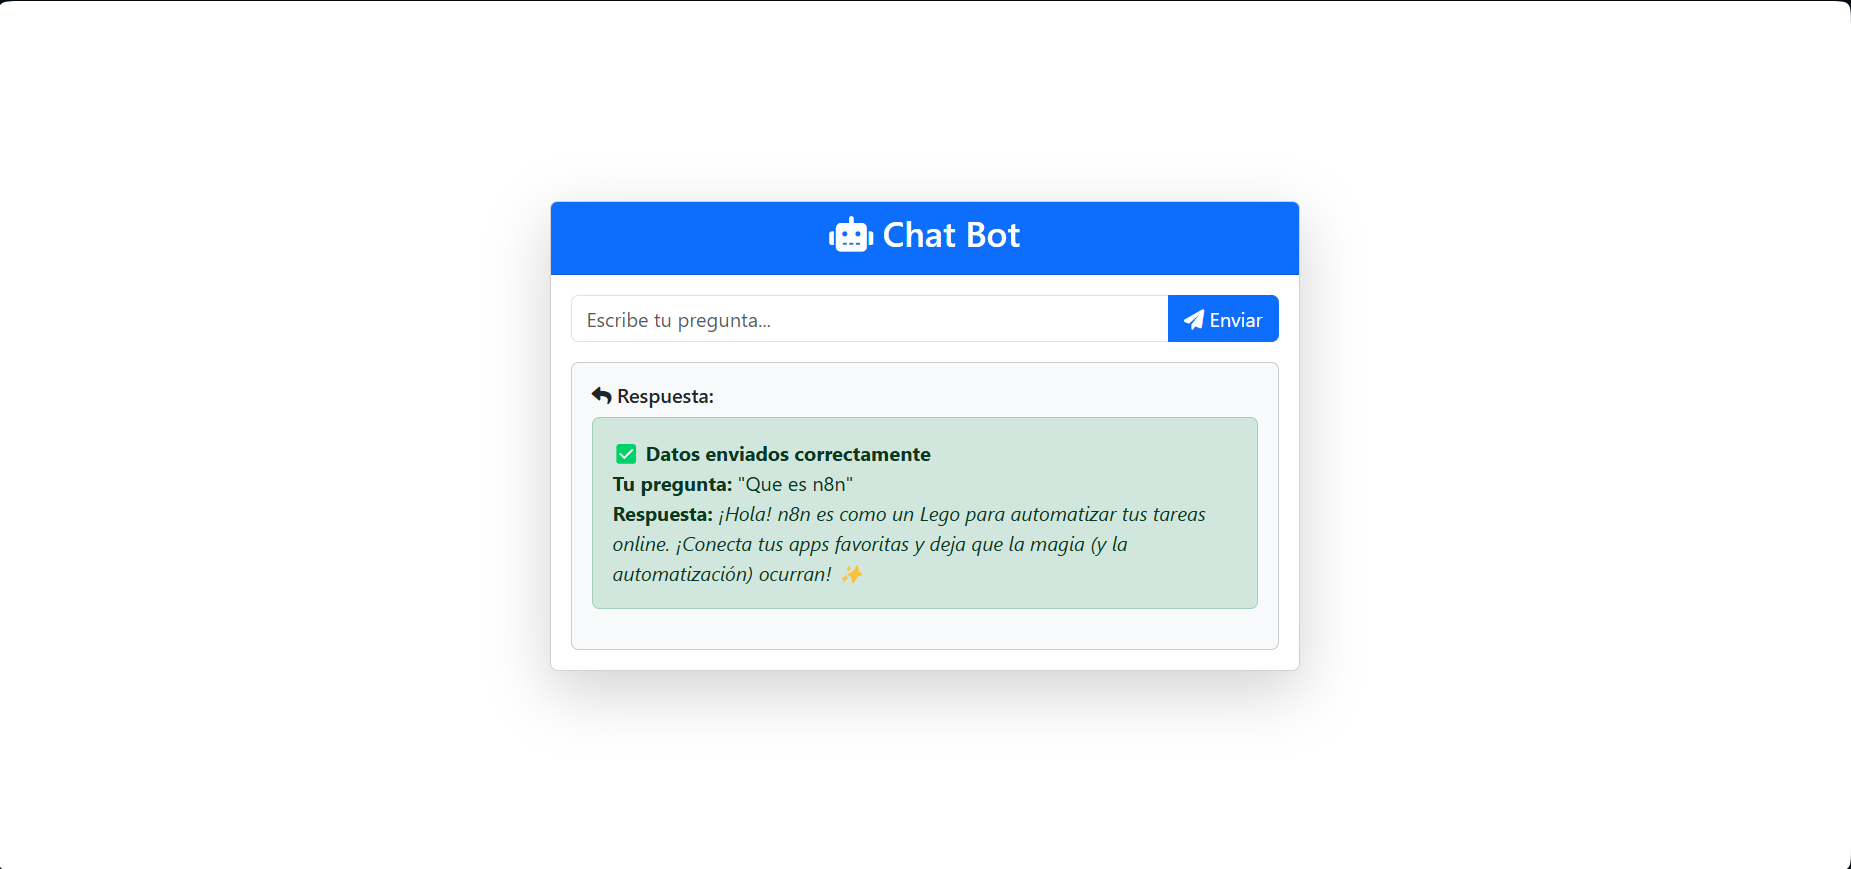 Chat Bot
Escribe tu pregunta...
Enviar
Respuesta:
✅ Datos enviados correctamente
Tu pregunta: "Que es n8n"
Respuesta: ¡Hola! n8n es como un Lego para automatizar tus tareas
online. ¡Conecta tus apps favoritas y deja que la magia (y la
automatización) ocurran! ✨